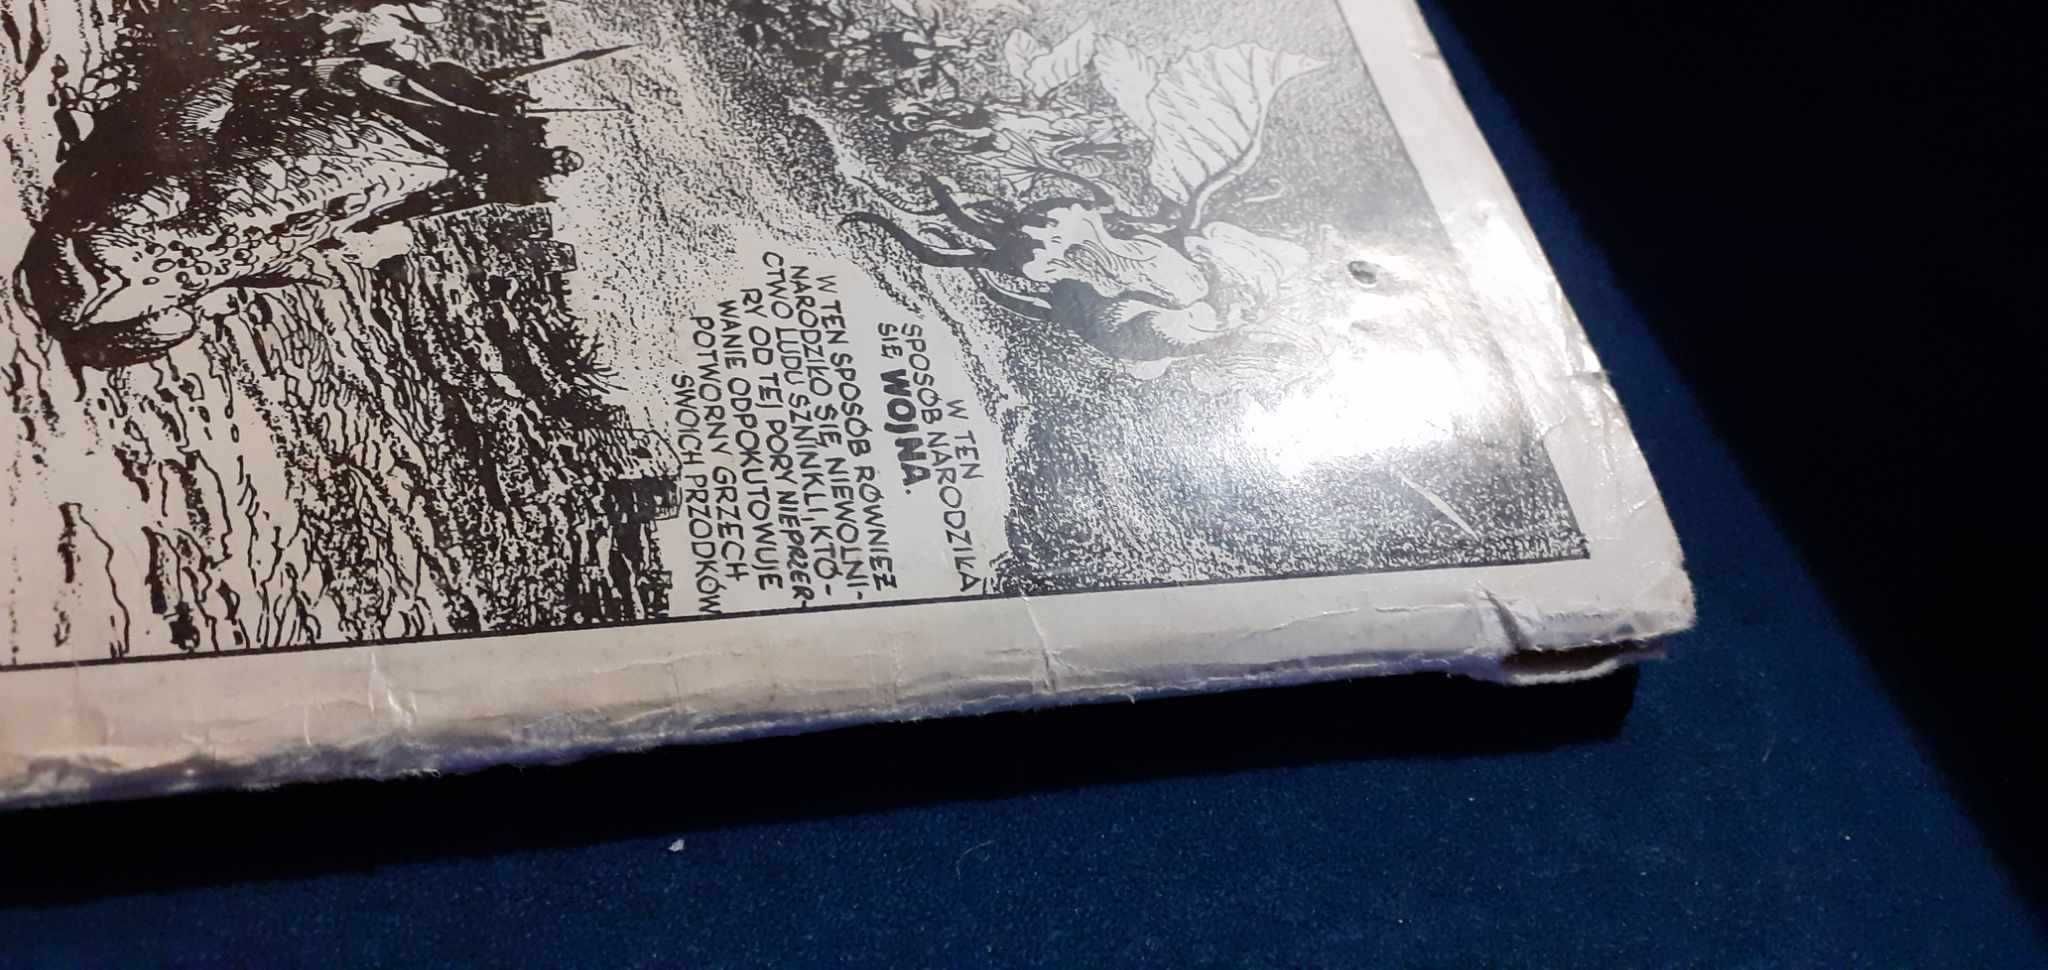 W TEN
SPOSÓB NARODZIŁA
SIĘ WOJNA.
W TEN SPOSÓB RÓWNIEŻ
NARODZIŁO SIĘ NIEWOLNI-
CTWO LUDU SZNINKLI, KTÓ-
RY OD TEJ PORY NIEPRZER-
WANIE ODPOKUTOWUJE
POTWORNY GRZECH
SWOICH PRZODKÓW